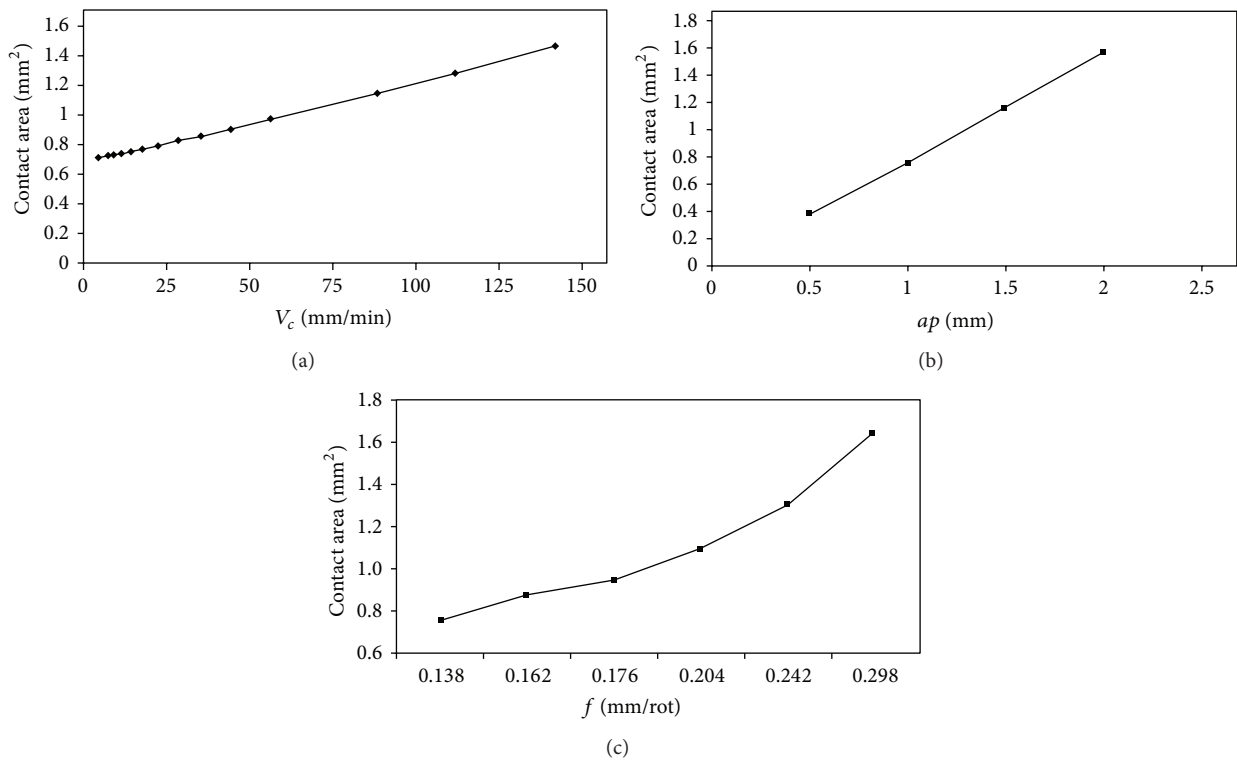 Contact area (mm²)
1.6
1.4
1.2
1
0.8
0.6
0.4
0.2
0
0 25 50 75 100 125 150
V_c (mm/min)
(a)
Contact area (mm²)
1.8
1.6
1.4
1.2
1
0.8
0.6
0.4
0.2
0
0 0.5 1 1.5 2 2.5
ap (mm)
(b)
Contact area (mm²)
1.8
1.6
1.4
1.2
1.0
0.8
0.6
0.138 0.162 0.176 0.204 0.242 0.298
f (mm/rot)
(c)